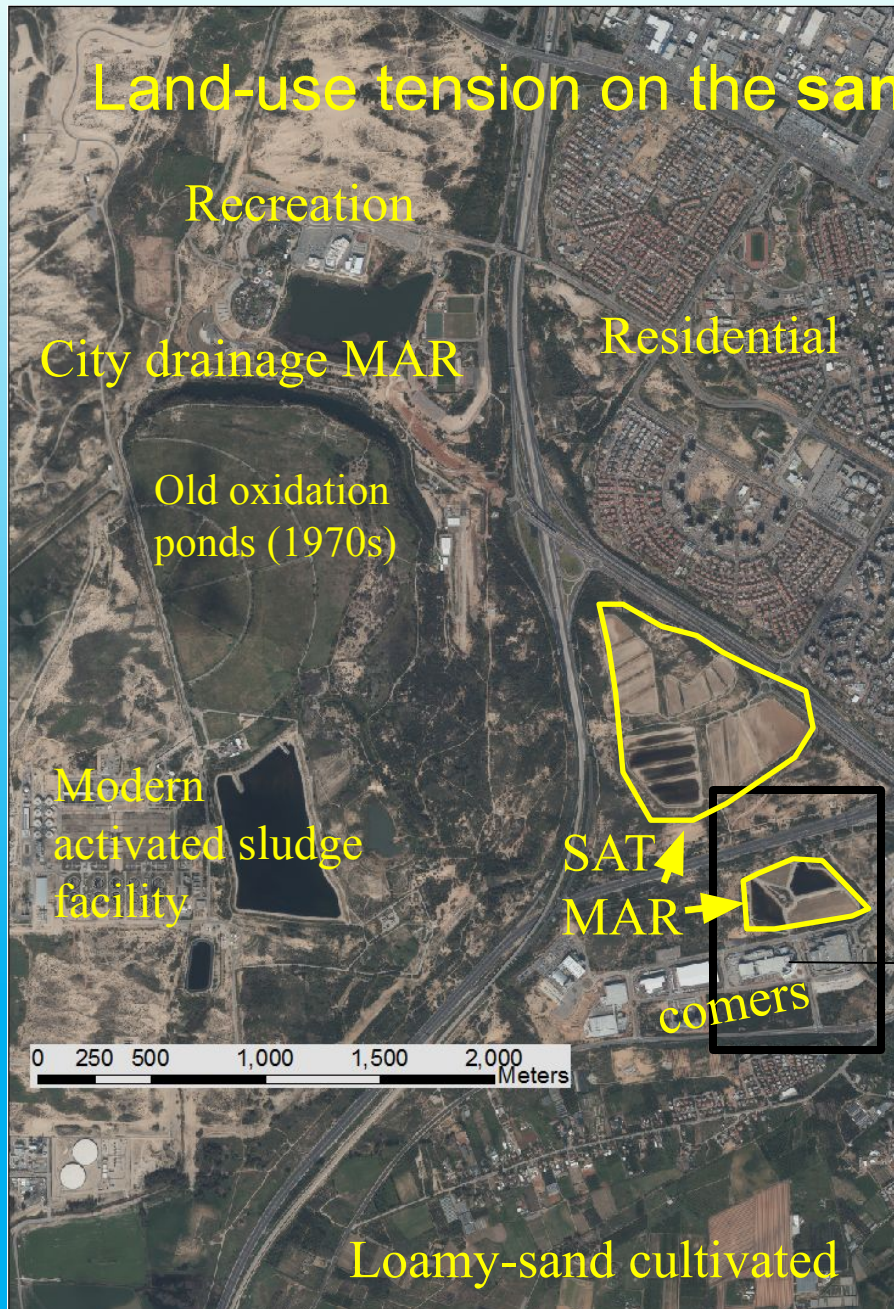 Land-use tension on the san
Recreation
Residential
City drainage MAR
Old oxidation
ponds (1970s)
Modern
activated sludge
facility
SAT
MAR
comers
0 250 500 1,000 1,500 2,000
Meters
Loamy-sand cultivated